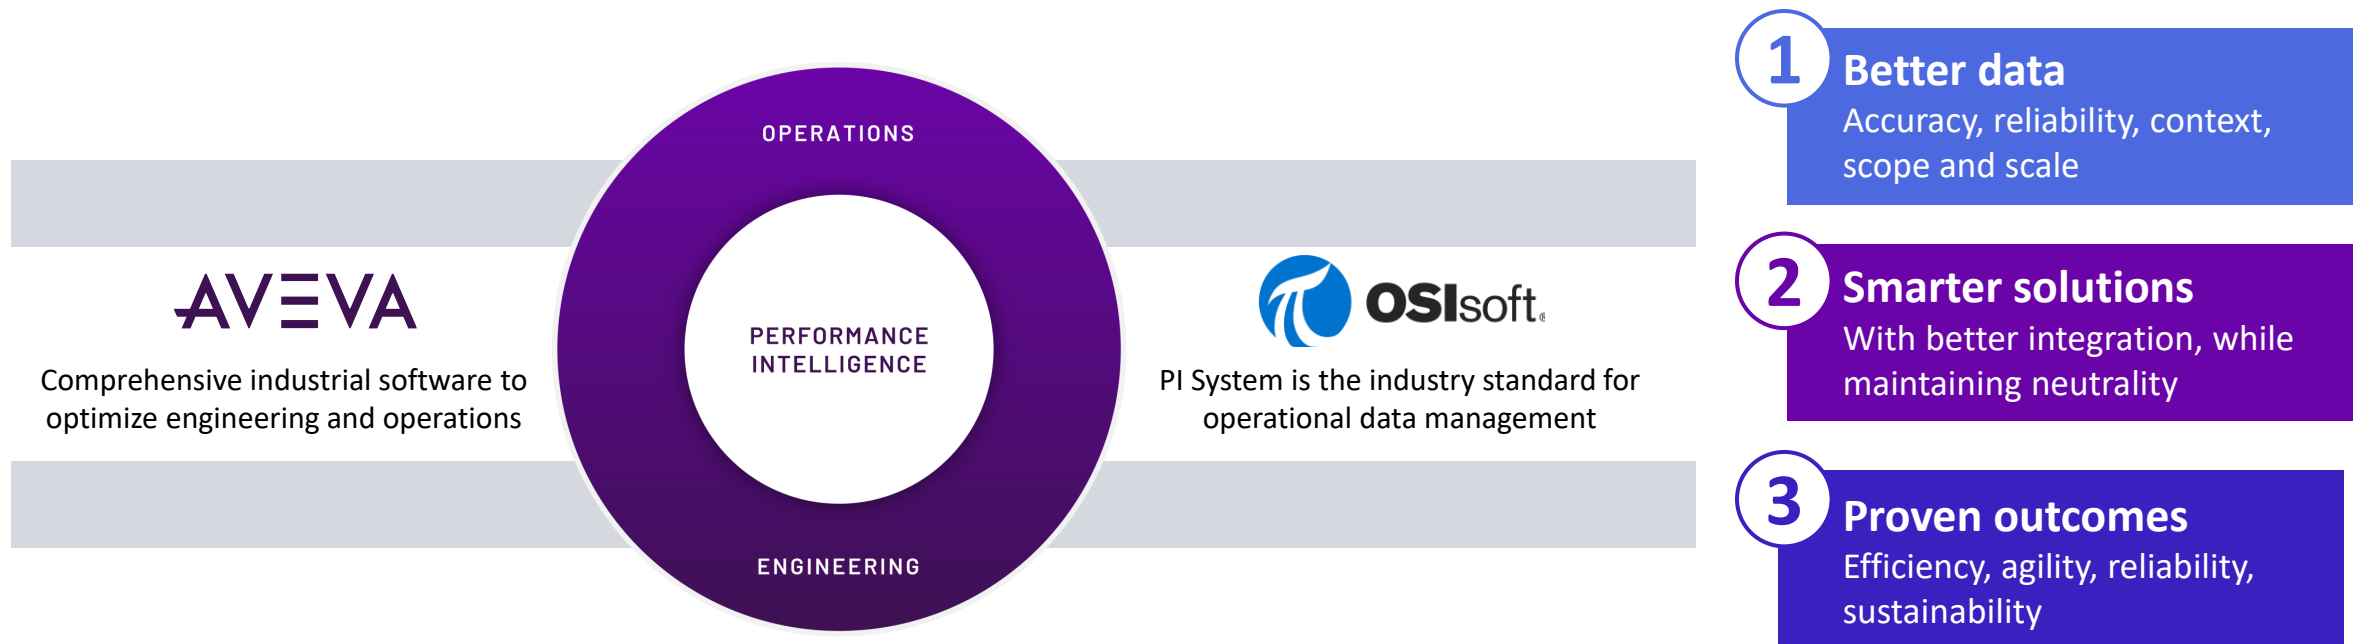 OPERATIONS
AVEVA
Comprehensive industrial software to
optimize engineering and operations
PERFORMANCE
INTELLIGENCE
ENGINEERING
OSIsoft.
PI System is the industry standard for
operational data management
1
Better data
Accuracy, reliability, context,
scope and scale
2
Smarter solutions
With better integration, while
maintaining neutrality
3
Proven outcomes
Efficiency, agility, reliability,
sustainability